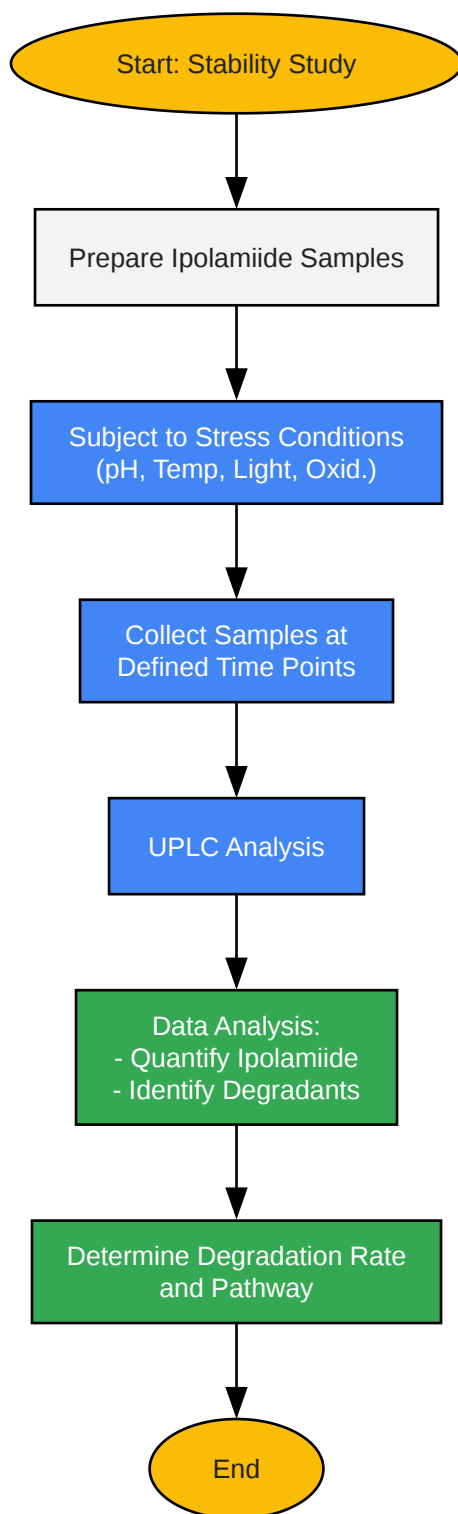 Start: Stability Study
Prepare Ipolamiide Samples
Subject to Stress Conditions
(pH, Temp, Light, Oxid.)
Collect Samples at
Defined Time Points
UPLC Analysis
Data Analysis:
- Quantify Ipolamiide
- Identify Degradants
Determine Degradation Rate
and Pathway
End